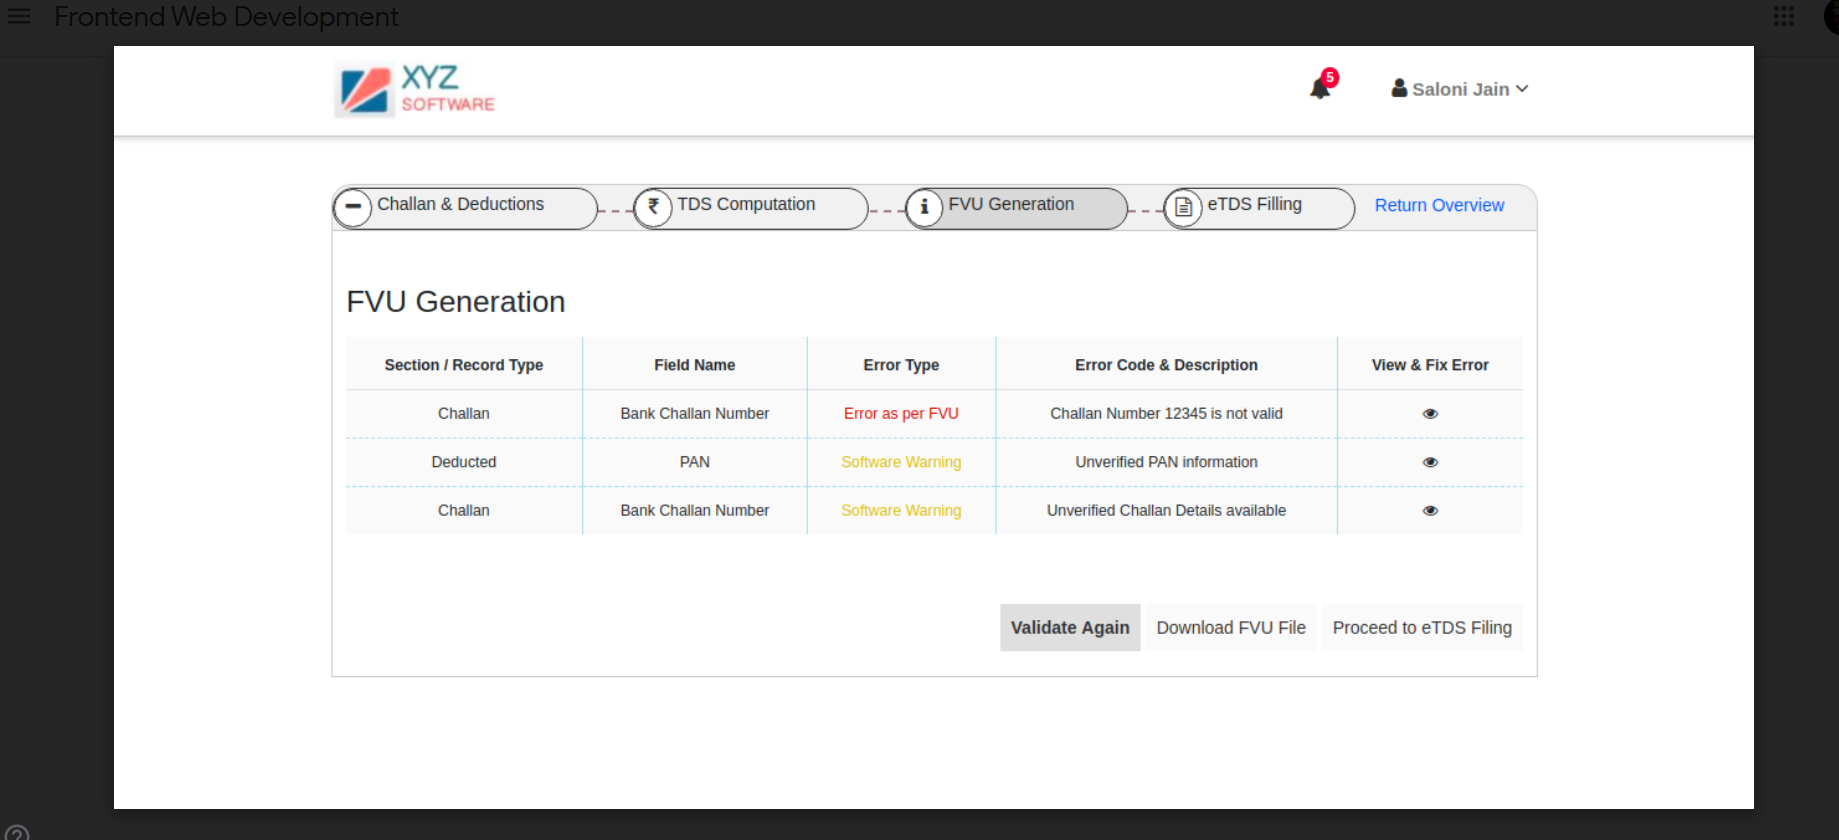 Frontend Web Development
XYZ
SOFTWARE
5
Saloni Jain
Challan & Deductions
₹ TDS Computation
i FVU Generation
eTDS Filling
Return Overview
FVU Generation
Section / Record Type Field Name Error Type Error Code & Description View & Fix Error
Challan Bank Challan Number Error as per FVU Challan Number 12345 is not valid
Deducted PAN Software Warning Unverified PAN information
Challan Bank Challan Number Software Warning Unverified Challan Details available
Validate Again Download FVU File Proceed to eTDS Filing
?